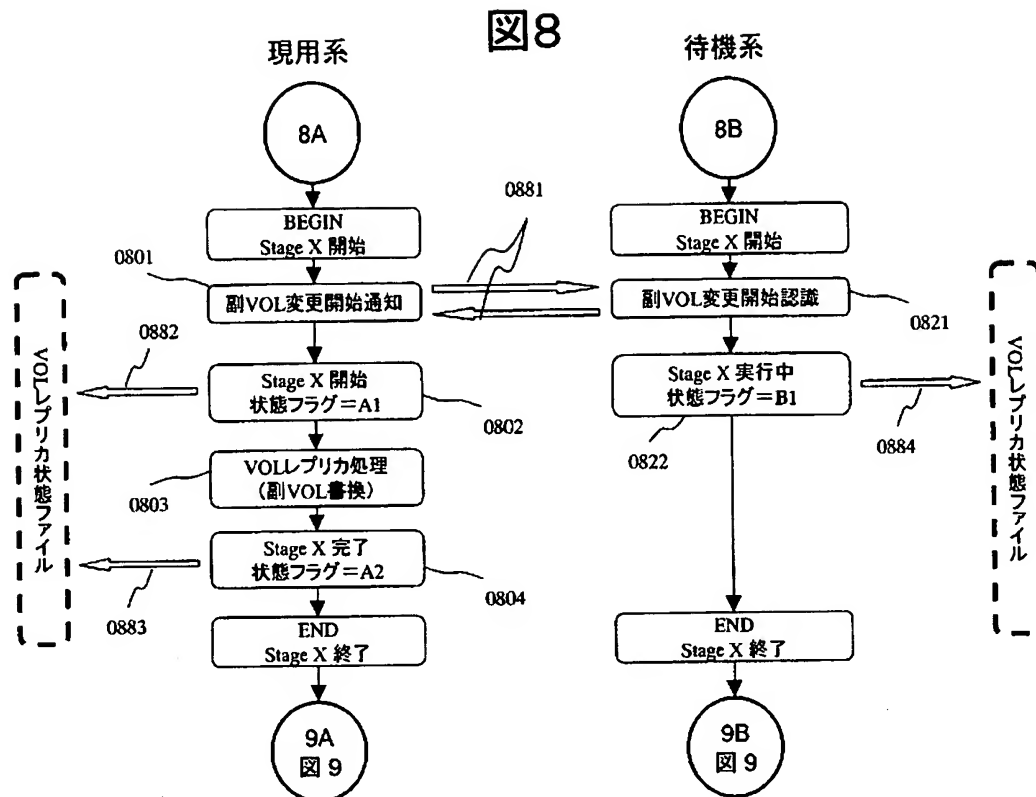 図8
現用系
待機系
8A
8B
0881
BEGIN
Stage X 開始
BEGIN
Stage X 開始
0801
副VOL変更開始通知
副VOL変更開始認識
0821
0882
Stage X 開始
状態フラグ=A1
0802
Stage X 実行中
状態フラグ=B1
0822
0884
VOLレプリカ状態ファイル
VOLレプリカ状態ファイル
0803
VOLレプリカ処理
(副VOL書換)
Stage X 完了
状態フラグ=A2
0804
0883
END
Stage X 終了
END
Stage X 終了
9A
図 9
9B
図 9